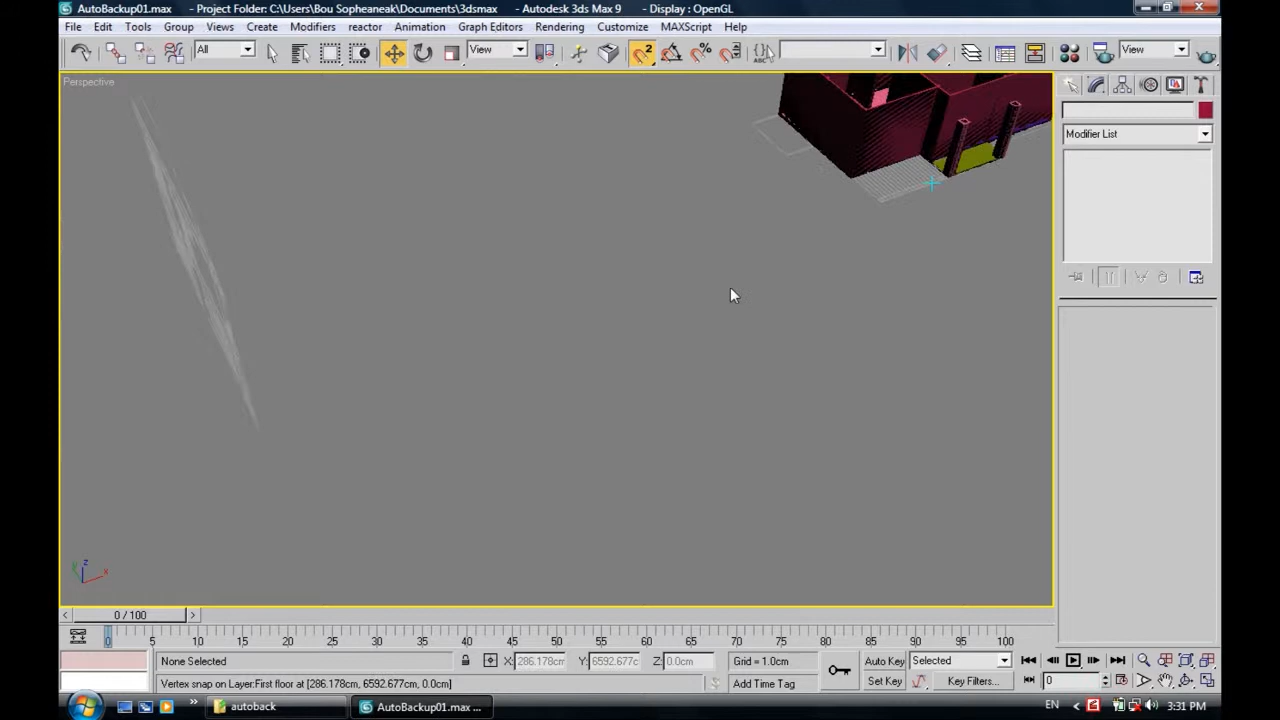 AutoBackup01.max - Project Folder: C:\Users\Bou Sopheaneak\Documents\3dsmax - Autodesk 3ds Max 9 - Display : OpenGL
File Edit Tools Group Views Create Modifiers reactor Animation Graph Editors Rendering Customize MAXScript Help
All View 2 ABC View
Perspective
Modifier List
z
x
0 / 100
0 5 10 15 20 25 30 35 40 45 50 55 60 65 70 75 80 85 90 95 100
None Selected X: 286.178cm Y: 6592.677c Z: 0.0cm Grid = 1.0cm Auto Key Selected
Vertex snap on Layer:First floor at [286.178cm, 6592.677cm, 0.0cm] Add Time Tag Set Key Key Filters... 0
autoback AutoBackup01.max ... EN 3:31 PM